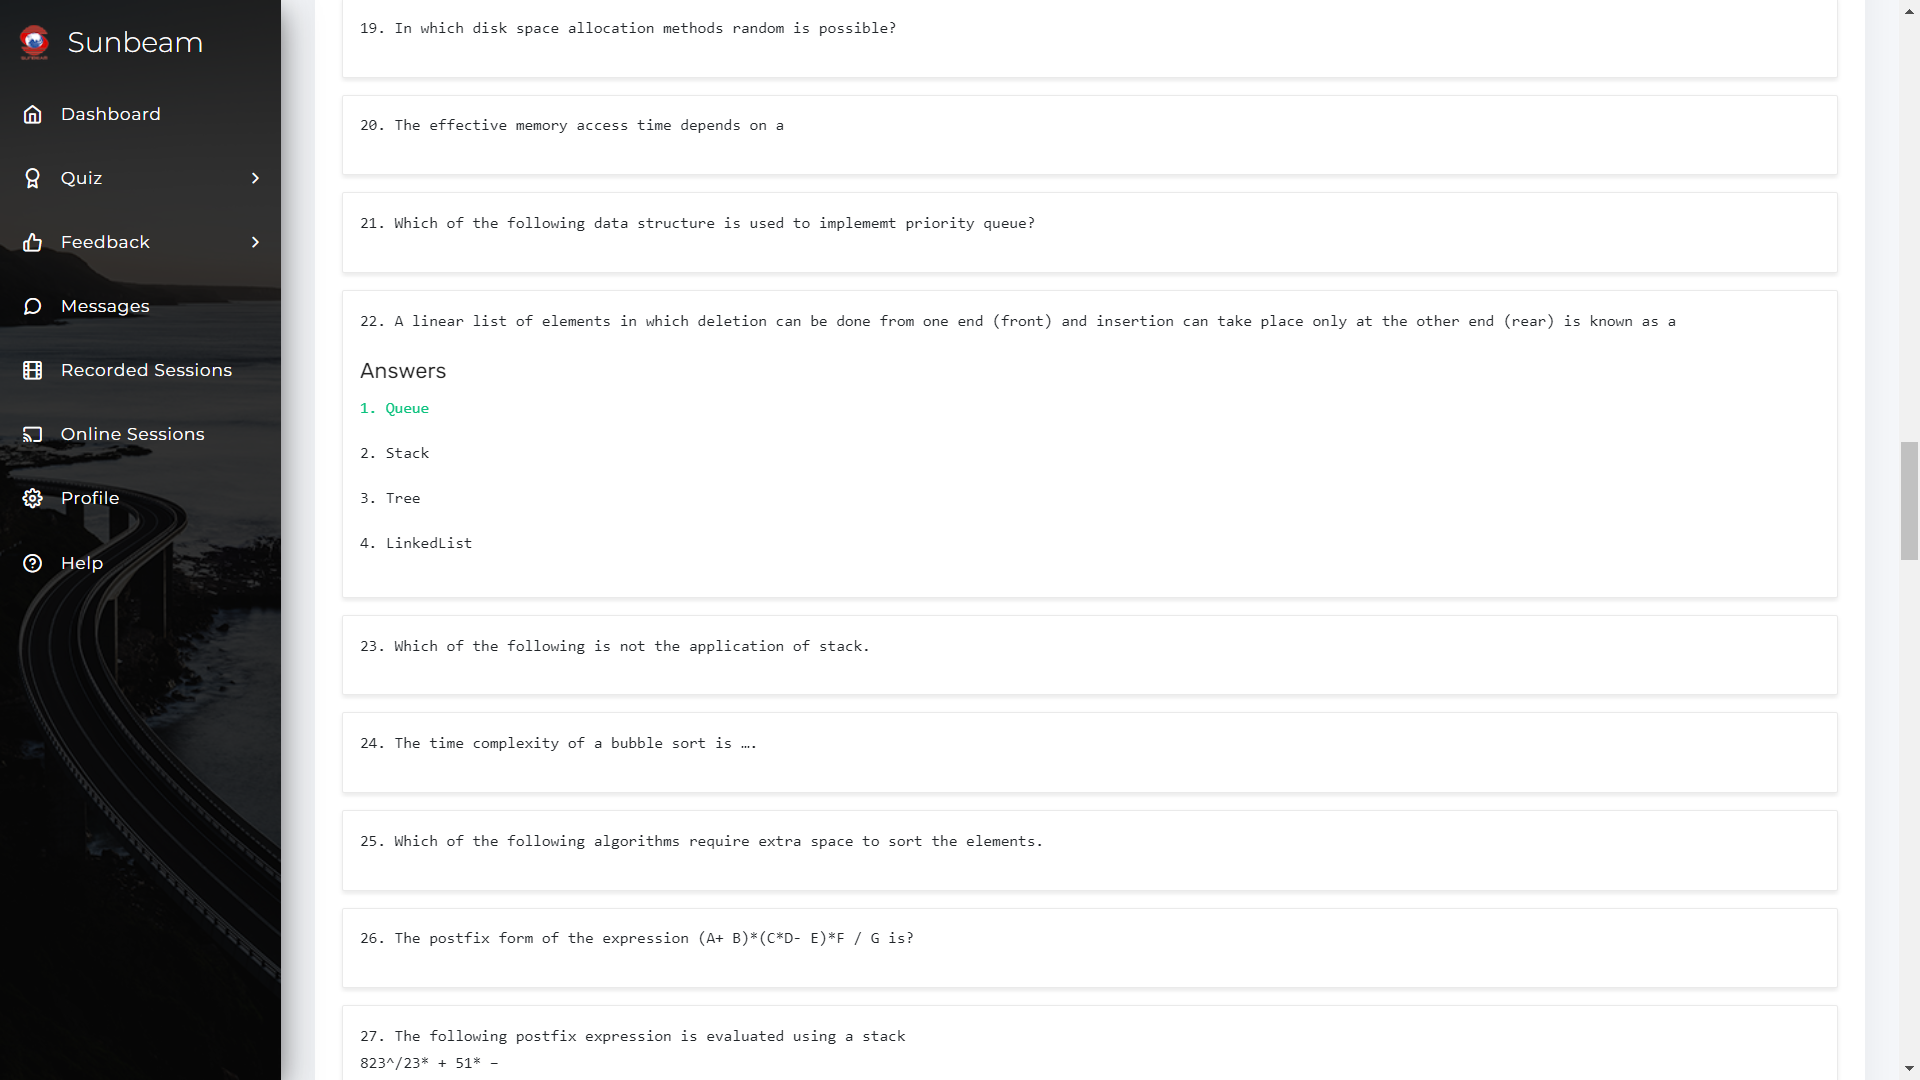 Sunbeam
Dashboard
Quiz
Feedback
Messages
Recorded Sessions
Online Sessions
Profile
Help
19. In which disk space allocation methods random is possible?
20. The effective memory access time depends on a
21. Which of the following data structure is used to implememt priority queue?
22. A linear list of elements in which deletion can be done from one end (front) and insertion can take place only at the other end (rear) is known as a
Answers
1. Queue
2. Stack
3. Tree
4. LinkedList
23. Which of the following is not the application of stack.
24. The time complexity of a bubble sort is ….
25. Which of the following algorithms require extra space to sort the elements.
26. The postfix form of the expression (A+ B)*(C*D- E)*F / G is?
27. The following postfix expression is evaluated using a stack
823^/23* + 51* –